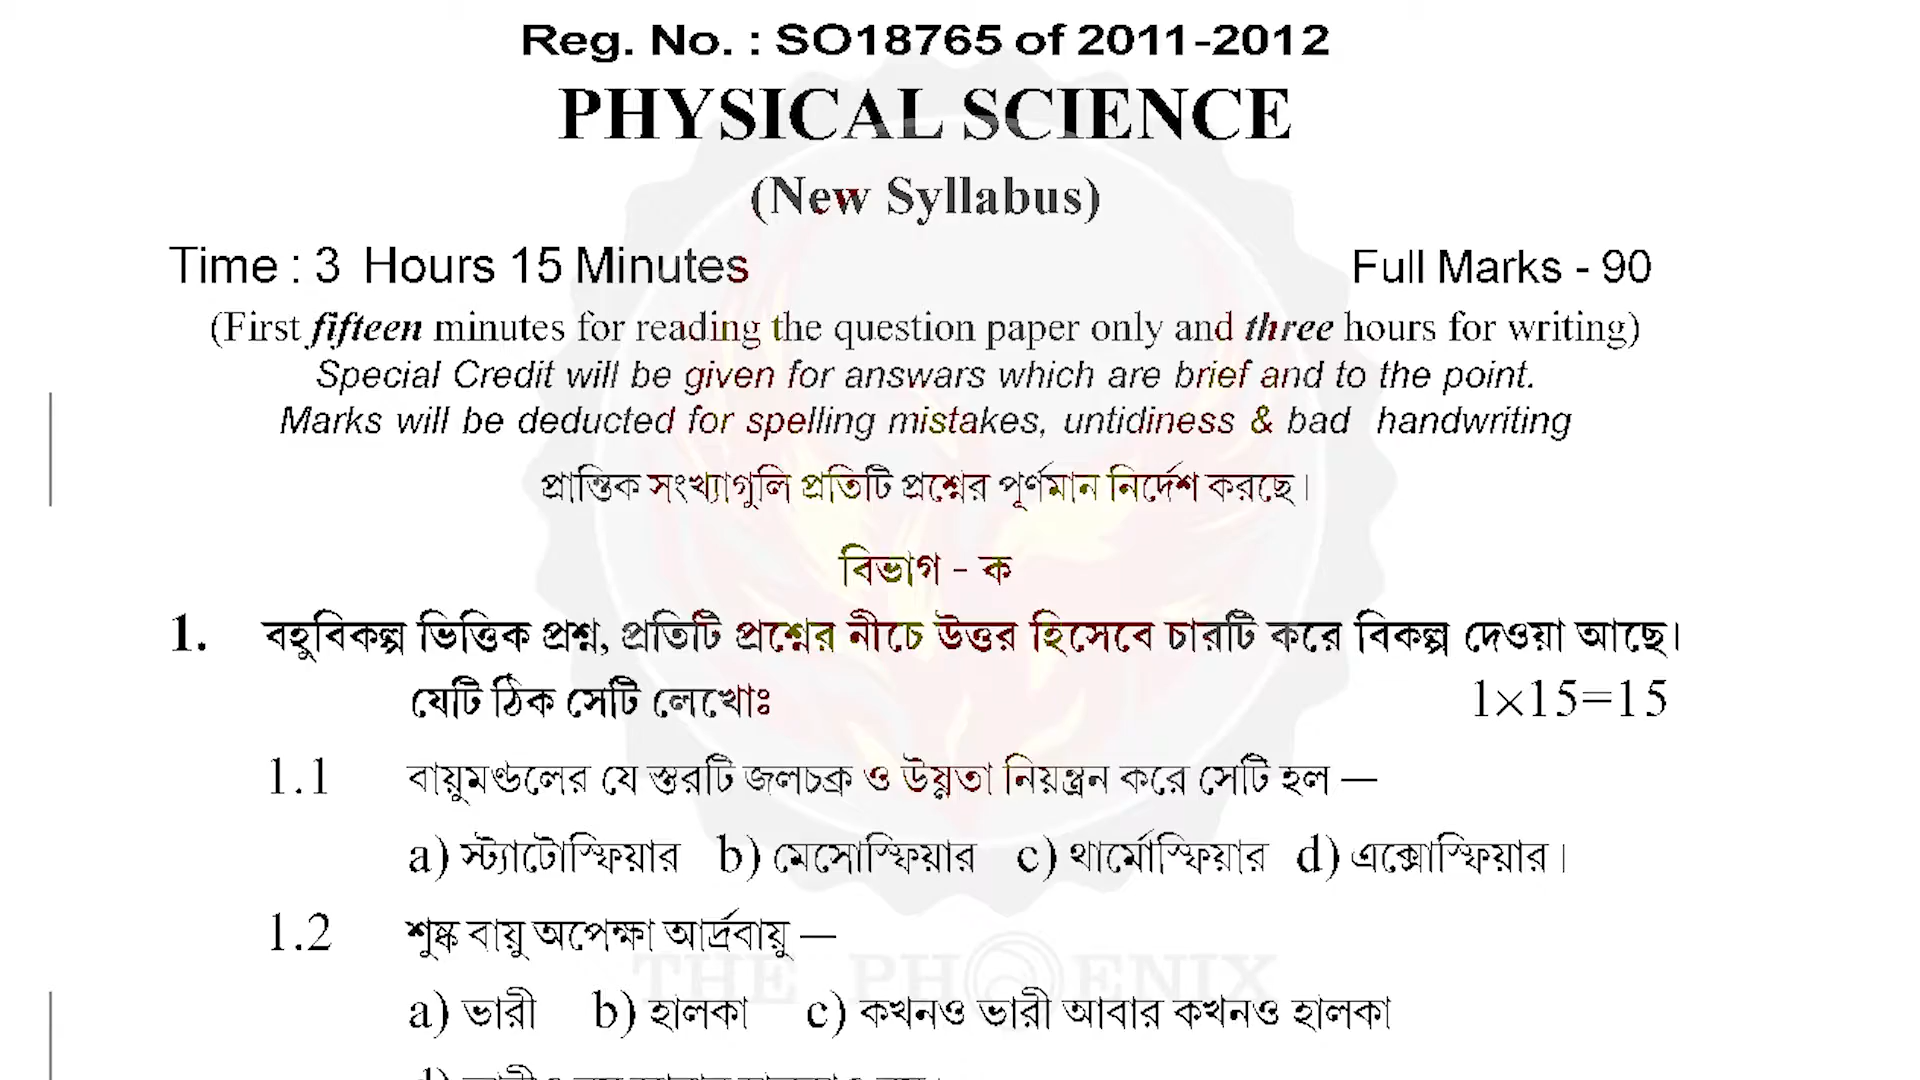 Reg. No. : SO18765 of 2011-2012
PHYSICAL SCIENCE
(New Syllabus)
Time : 3 Hours 15 Minutes Full Marks - 90
(First fifteen minutes for reading the question paper only and three hours for writing)
Special Credit will be given for answars which are brief and to the point.
Marks will be deducted for spelling mistakes, untidiness & bad handwriting
প্রান্তিক সংখ্যাগুলি প্রতিটি প্রশ্নের পূর্ণমান নির্দেশ করছে।
বিভাগ - ক
1. বহুবিকল্প ভিত্তিক প্রশ্ন, প্রতিটি প্রশ্নের নীচে উত্তর হিসেবে চারটি করে বিকল্প দেওয়া আছে।
যেটি ঠিক সেটি লেখোঃ 1×15=15
1.1 বায়ুমণ্ডলের যে স্তরটি জলচক্র ও উষ্ণতা নিয়ন্ত্রন করে সেটি হল —
a) স্ট্যাটোস্ফিয়ার b) মেসোস্ফিয়ার c) থার্মোস্ফিয়ার d) এক্সোস্ফিয়ার।
1.2 শুষ্ক বায়ু অপেক্ষা আর্দ্রবায়ু —
THE PHOENIX
a) ভারী b) হালকা c) কখনও ভারী আবার কখনও হালকা